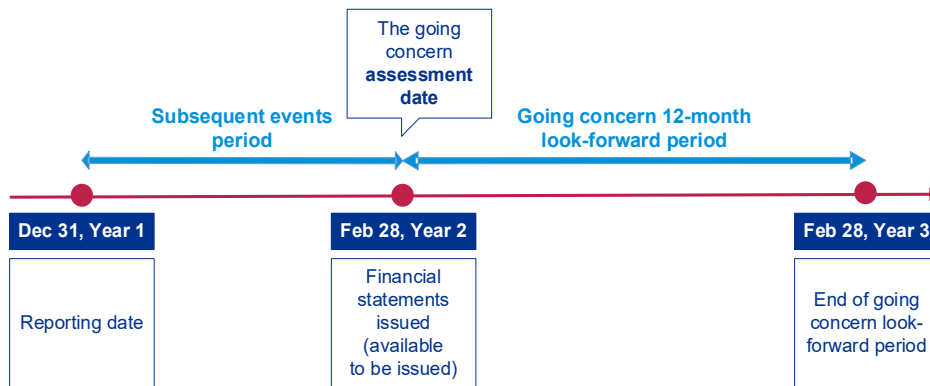 The going
concern
assessment
date
Subsequent events
period
Going concern 12-month
look-forward period
Dec 31, Year 1
Feb 28, Year 2
Feb 28, Year 3
Reporting date
Financial
statements
issued
(available
to be issued)
End of going
concern look-
forward period